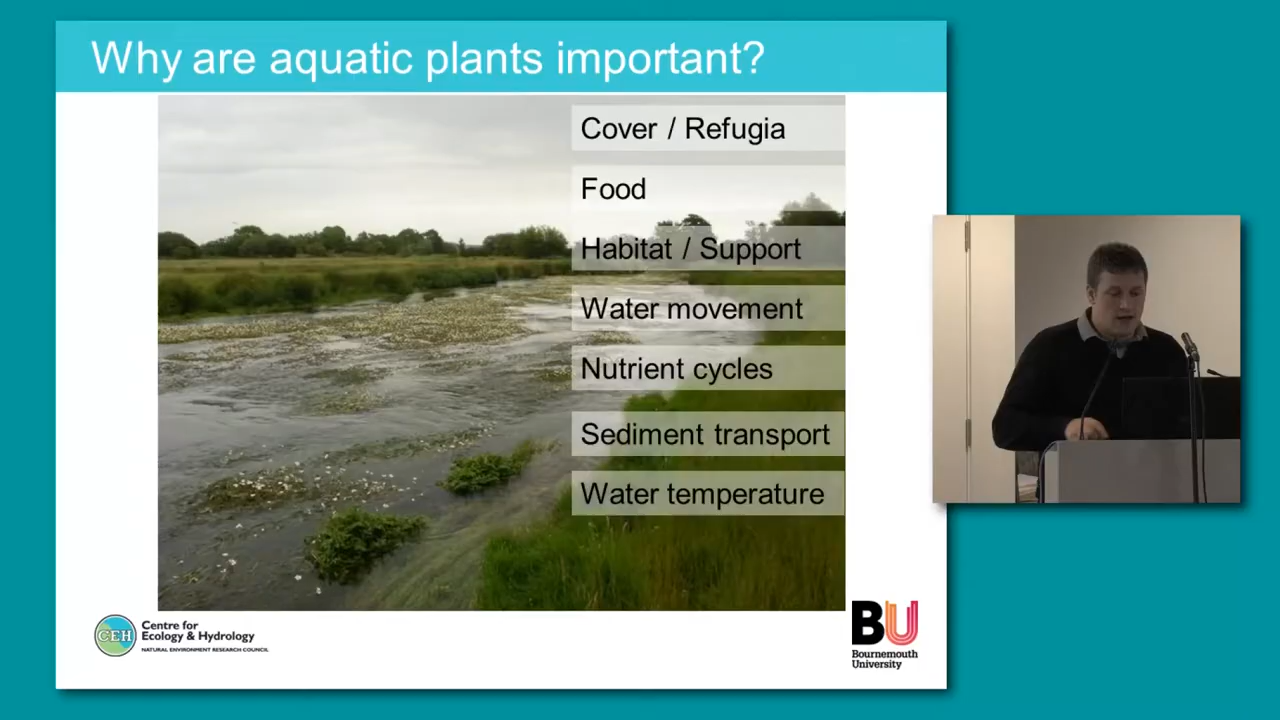 Why are aquatic plants important?
Cover / Refugia
Food
Habitat / Support
Water movement
Nutrient cycles
Sediment transport
Water temperature
CEH
Centre for
Ecology & Hydrology
NATURAL ENVIRONMENT RESEARCH COUNCIL
BU
Bournemouth
University